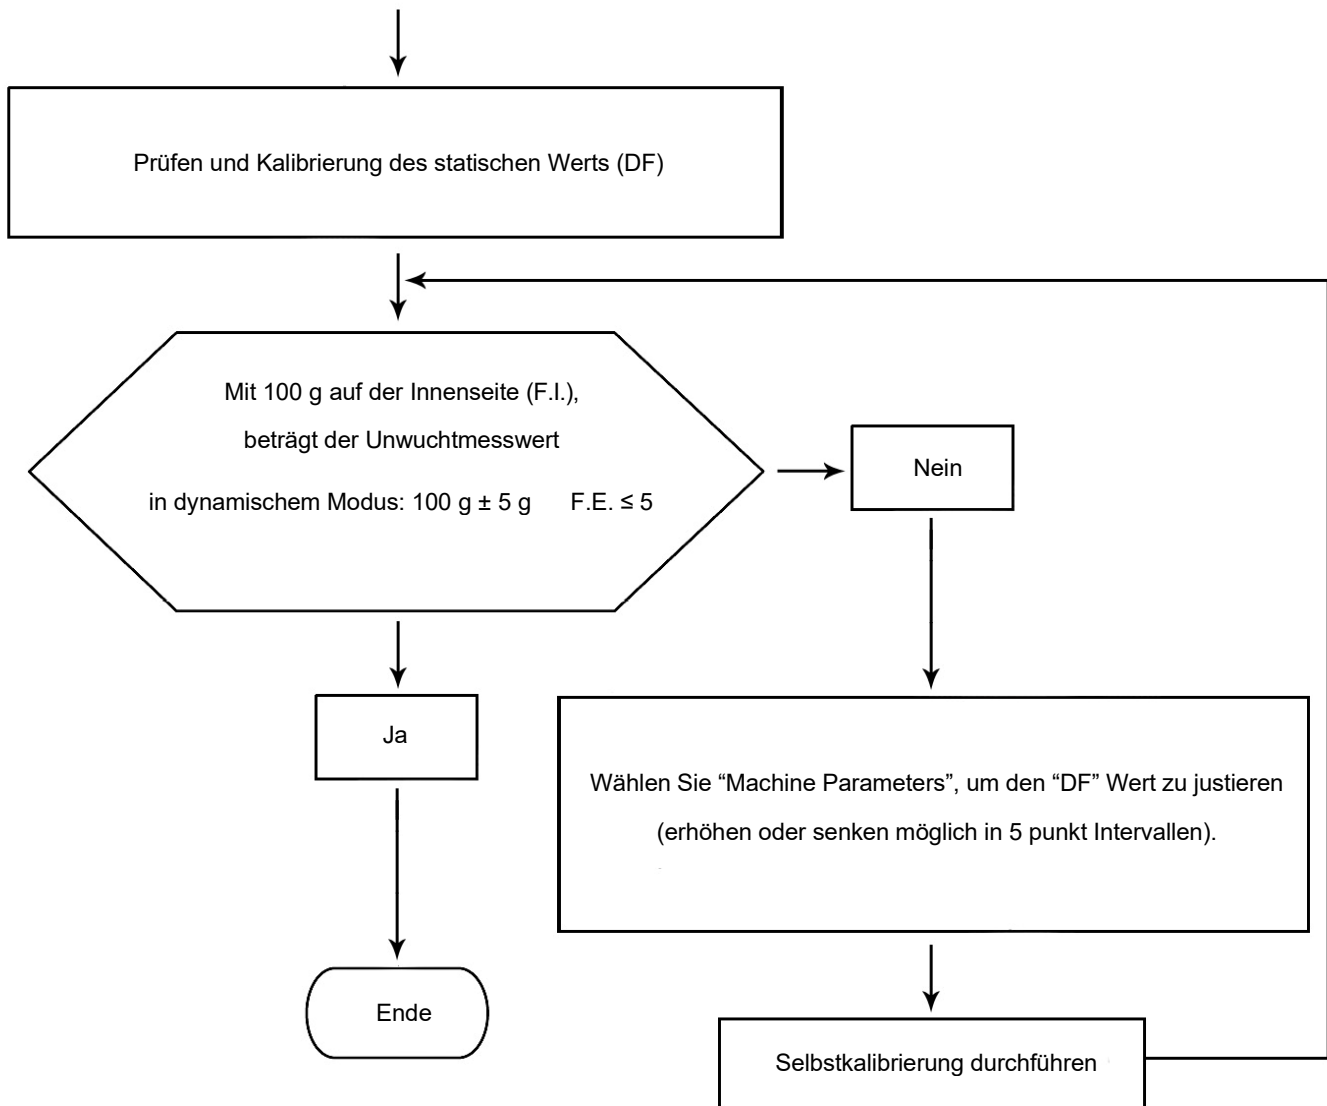 Prüfen und Kalibrierung des statischen Werts (DF)
Mit 100 g auf der Innenseite (F.I.),
beträgt der Unwuchtmesswert
in dynamischem Modus: 100 g ± 5 g F.E. ≤ 5
Nein
Ja
Wählen Sie “Machine Parameters”, um den “DF” Wert zu justieren
(erhöhen oder senken möglich in 5 punkt Intervallen).
Ende
Selbstkalibrierung durchführen